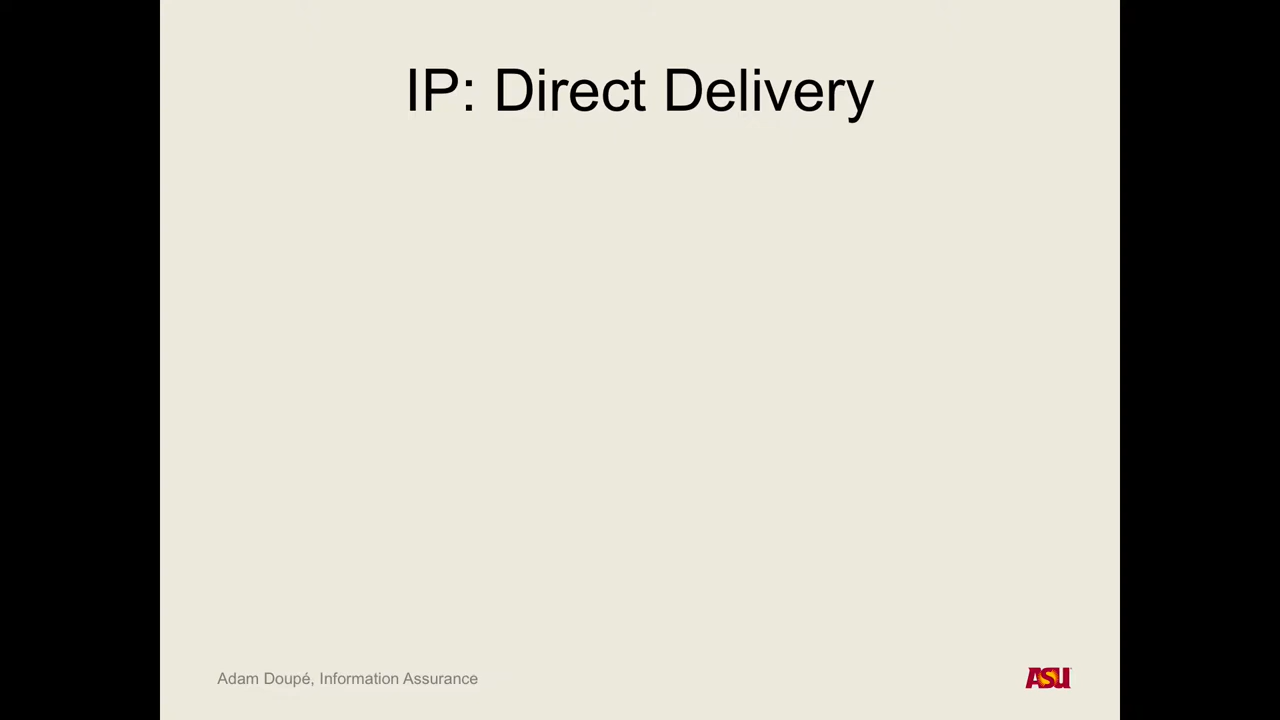 IP: Direct Delivery
Adam Doupé, Information Assurance
ASU